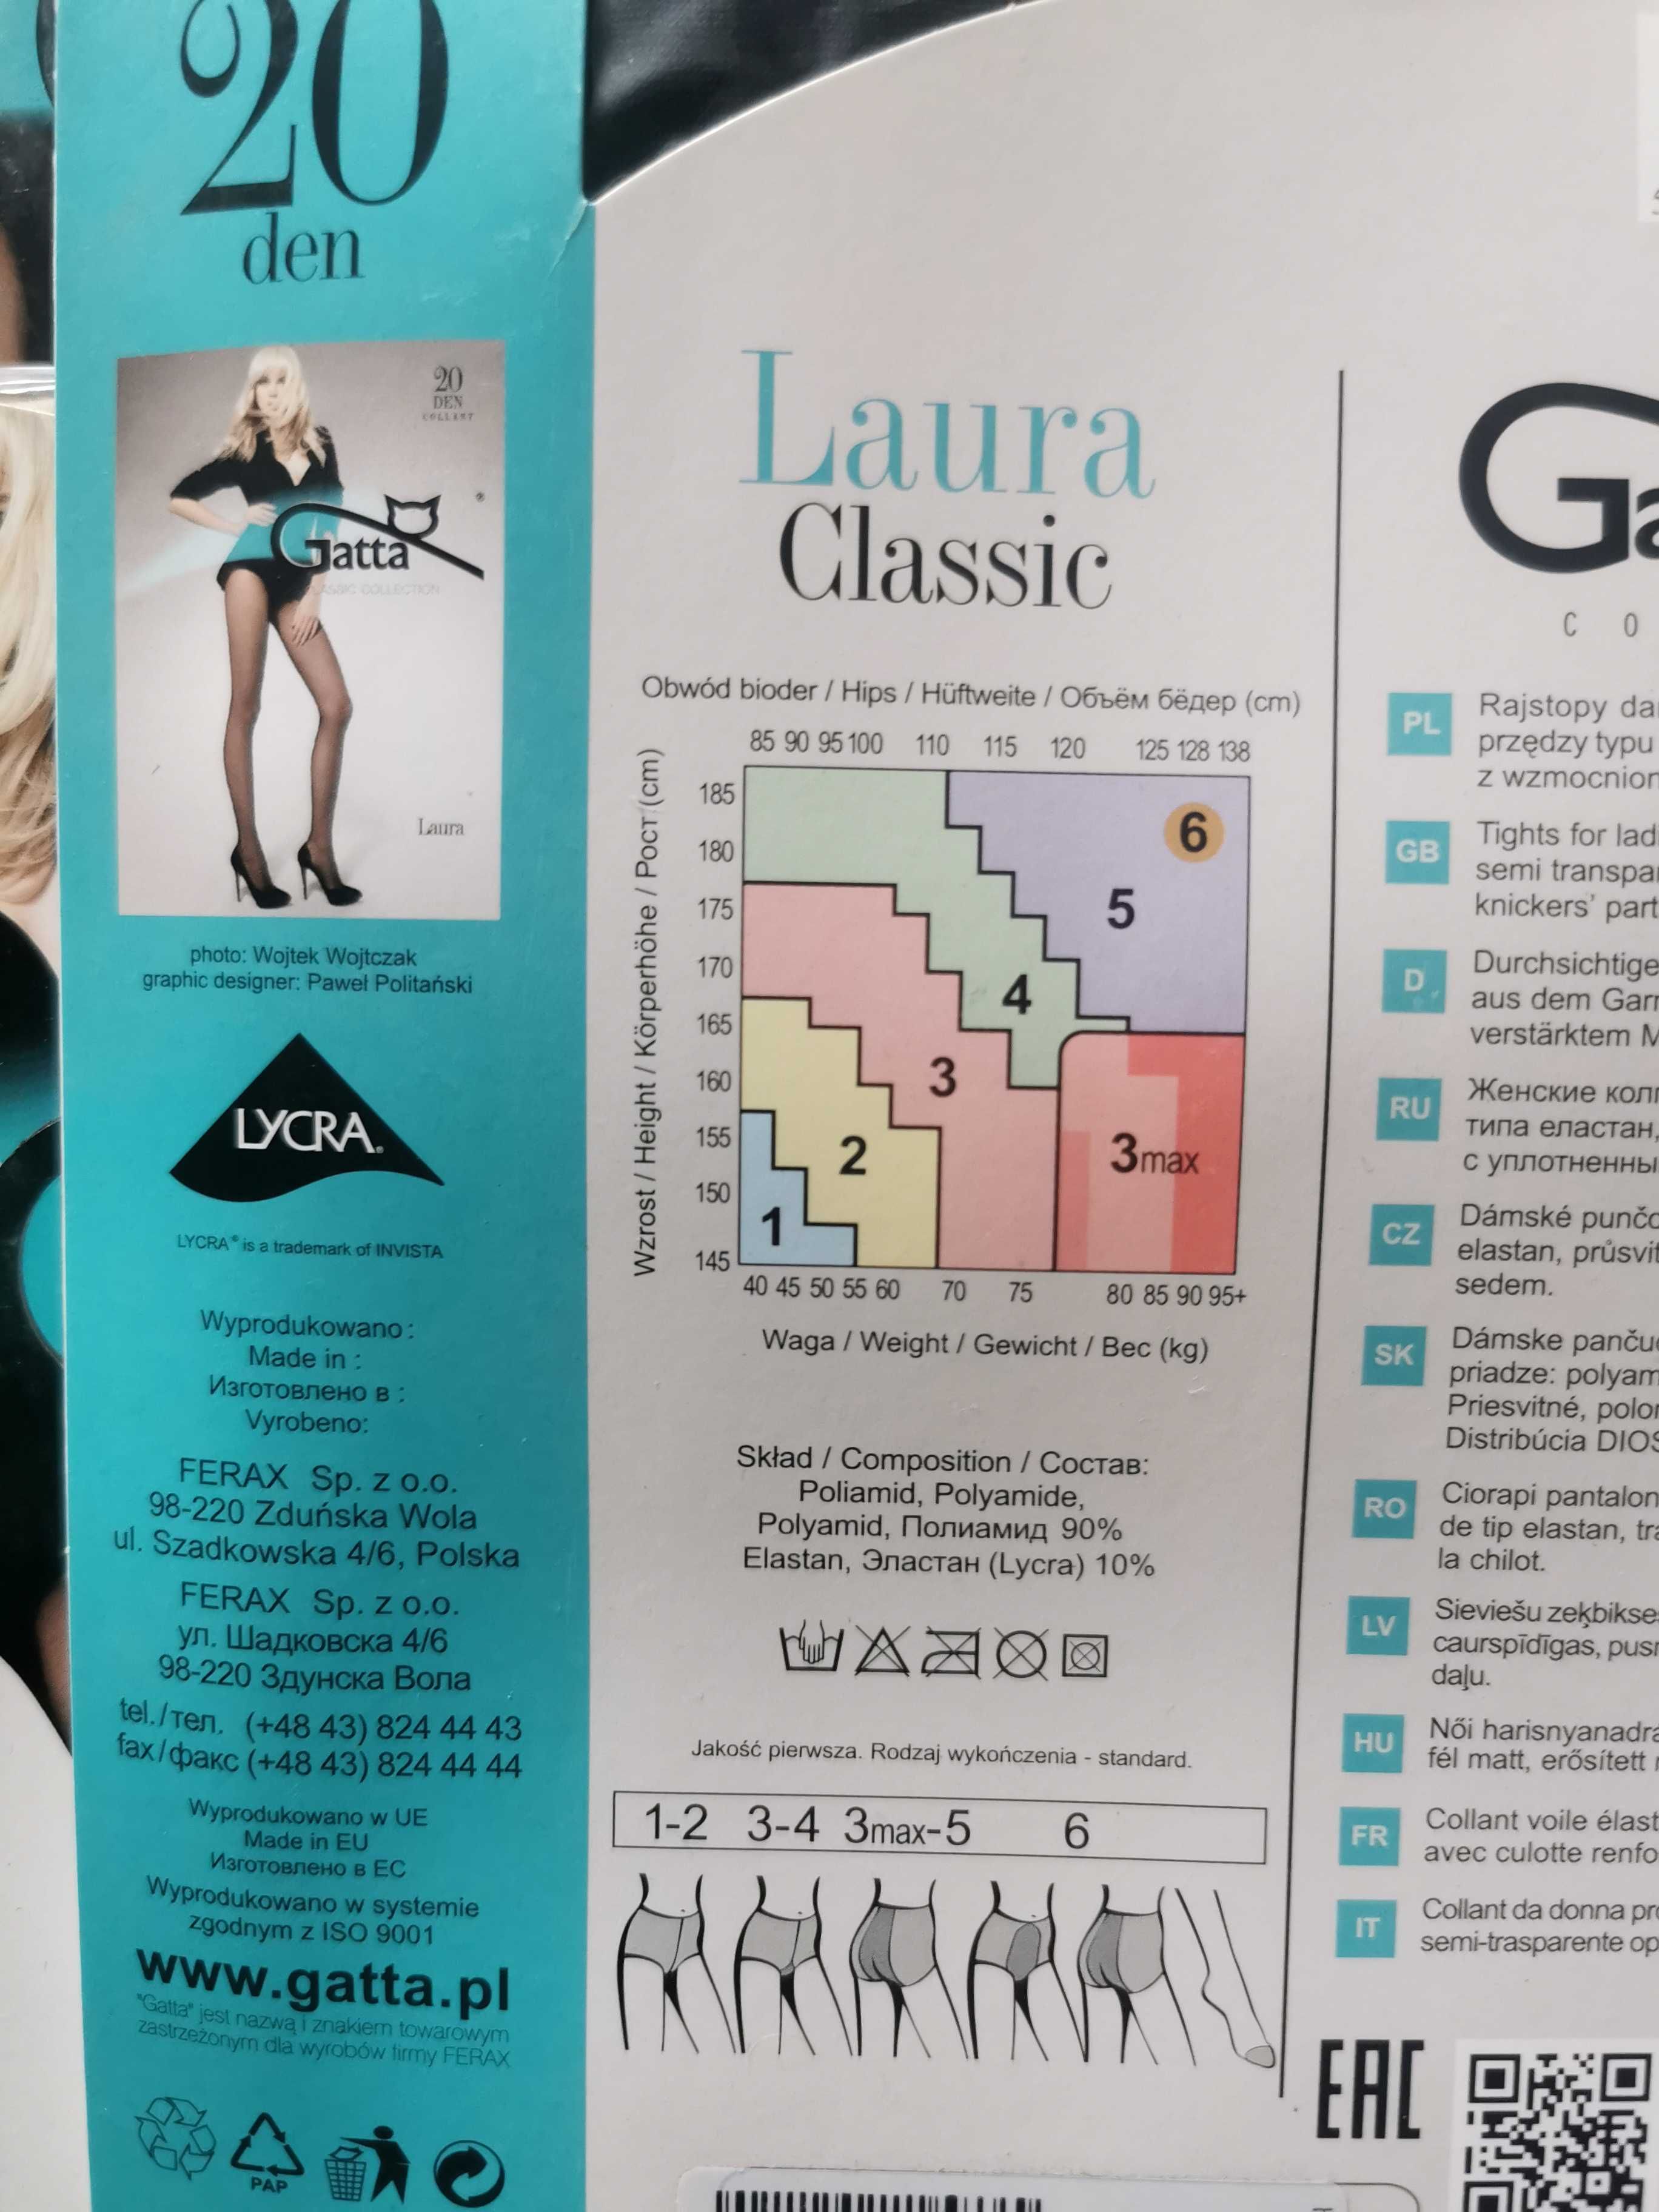 20
den
20
DEN
COLLANT
Gatta
CLASSIC COLLECTION
Laura
photo: Wojtek Wojtczak
graphic designer: Paweł Politański
LYCRA®
LYCRA® is a trademark of INVISTA
Wyprodukowano :
Made in :
Изготовлено в :
Vyrobeno:
FERAX Sp. z o.o.
98-220 Zduńska Wola
ul. Szadkowska 4/6, Polska
FERAX Sp. z o.o.
ул. Шадковска 4/6
98-220 Здунска Вола
tel./тел. (+48 43) 824 44 43
fax/факс (+48 43) 824 44 44
Wyprodukowano w UE
Made in EU
Изготовлено в ЕС
Wyprodukowano w systemie
zgodnym z ISO 9001
www.gatta.pl
"Gatta" jest nazwą i znakiem towarowym
zastrzeżonym dla wyrobów firmy FERAX
PAP
Laura
Classic
Obwód bioder / Hips / Hüftweite / Объём бёдер (cm)
85 90 95 100 110 115 120 125 128 138
Wzrost / Height / Körperhöhe / Рост (cm)
185
180
175
170
165
160
155
150
145
6
5
4
3
3max
2
1
40 45 50 55 60 70 75 80 85 90 95+
Waga / Weight / Gewicht / Вес (kg)
Skład / Composition / Состав:
Poliamid, Polyamide,
Polyamid, Полиамид 90%
Elastan, Эластан (Lycra) 10%
Jakość pierwsza. Rodzaj wykończenia - standard.
1-2 3-4 3max-5 6
Ga
C O
PL
Rajstopy da
przędzy typu
z wzmocnion
GB
Tights for ladi
semi transpa
knickers' part
D
Durchsichtige
aus dem Garn
verstärktem M
RU
Женские колг
типа еластан,
с уплотненны
CZ
Dámské punčo
elastan, průsvit
sedem.
SK
Dámske panču
priadze: polyam
Priesvitné, polo
Distribúcia DIOS
RO
Ciorapi pantalon
de tip elastan, tra
la chilot.
LV
Sieviešu zeķbikse
caurspīdīgas, pus
daļu.
HU
Női harisnyanadrá
fél matt, erősített
FR
Collant voile élast
avec culotte renfo
IT
Collant da donna pro
semi-trasparente op
EAC